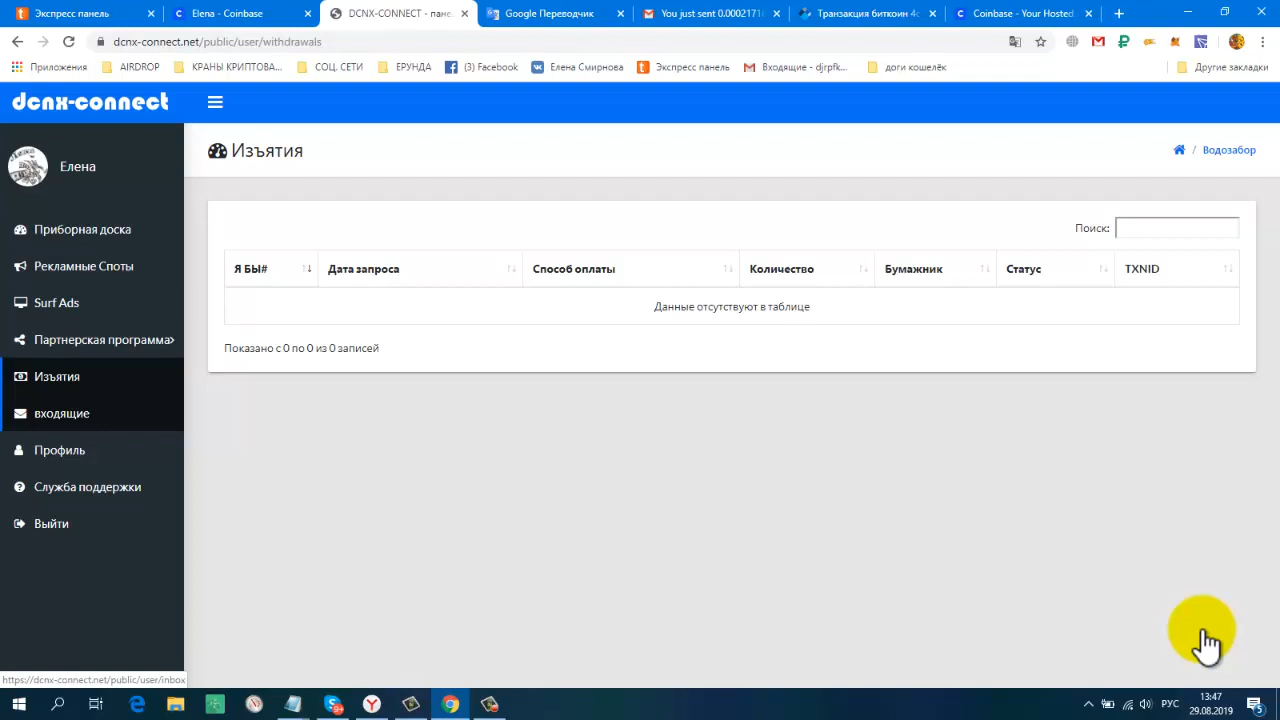 Экспресс панель
Elena - Coinbase
DCNX-CONNECT - пане
Google Переводчик
You just sent 0.0002171
Транзакция биткоин 4c
Coinbase - Your Hosted
dcnx-connect.net/public/user/withdrawals
Приложения
AIRDROP
КРАНЫ КРИПТОВА...
СОЦ. СЕТИ
ЕРУНДА
(3) Facebook
Елена Смирнова
Экспресс панель
Входящие - djrpfk...
доги кошелёк
Другие закладки
dcnx-connect
Изъятия
/ Водозабор
Елена
Приборная доска
Рекламные Споты
Surf Ads
Партнерская программа
Изъятия
входящие
Профиль
Служба поддержки
Выйти
Поиск:
Я БЫ#
Дата запроса
Способ оплаты
Количество
Бумажник
Статус
TXNID
Данные отсутствуют в таблице
Показано с 0 по 0 из 0 записей
https://dcnx-connect.net/public/user/inbox
РУС
13:47
29.08.2019